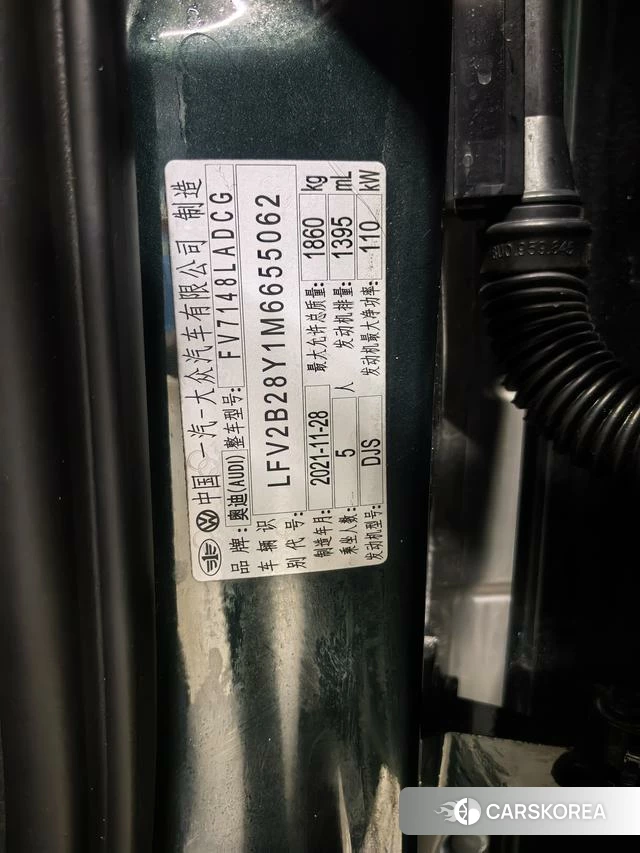 中国 一汽-大众汽车有限公司 制造
品牌:奥迪(AUDI) 整车型号: FV7148LADCG
车辆识别代号: LFV2B28Y1M6655062
制造年月: 2021-11-28 最大允许总质量: 1860 kg
乘坐人数: 5 人 发动机排量: 1395 mL
发动机型号: DJS 发动机最大净功率: 110 kW
8U0.959.845
CARSKOREA